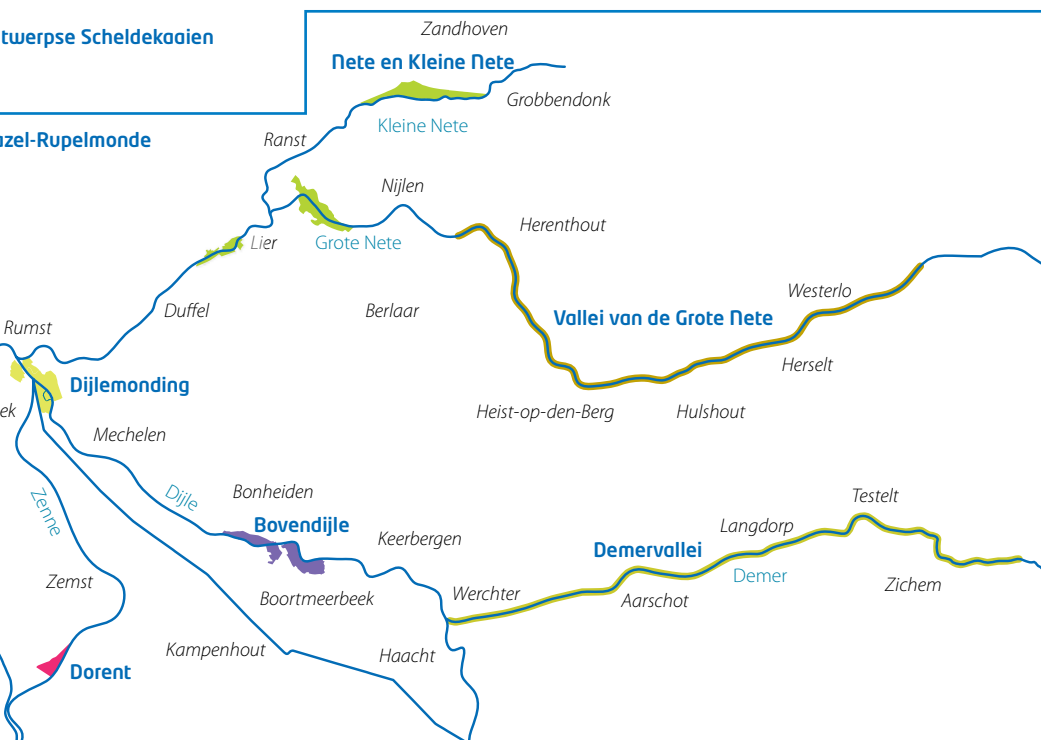 twerpse Scheldekaaien
Zandhoven
Nete en Kleine Nete
Grobbendonk
Kleine Nete
azel-Rupelmonde
Ranst
Nijlen
Herenthout
Lier
Grote Nete
Westerlo
Duffel
Berlaar
Vallei van de Grote Nete
Rumst
Herselt
Dijlemonding
ek
Heist-op-den-Berg
Hulshout
Mechelen
Bonheiden
Dijle
Testelt
Zenne
Bovendijle
Langdorp
Keerbergen
Demervallei
Demer
Zemst
Zichem
Boortmeerbeek
Werchter
Aarschot
Kampenhout
Haacht
Dorent